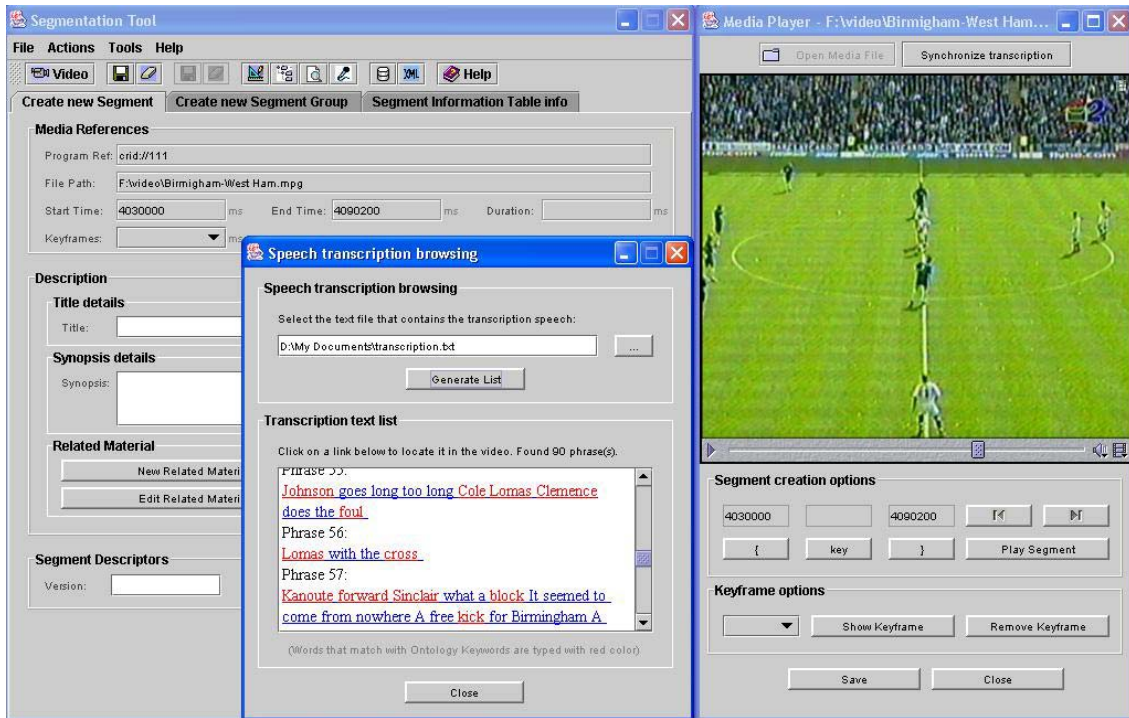 Segmentation Tool
File Actions Tools Help
Video
XML
Help
Create new Segment
Create new Segment Group
Segment Information Table info
Media References
Program Ref: crid://111
File Path: F:\video\Birmigham-West Ham.mpg
Start Time: 4030000 ms End Time: 4090200 ms Duration: ms
Keyframes: ms
Description
Title details
Title:
Synopsis details
Synopsis:
Related Material
New Related Materi
Edit Related Materi
Segment Descriptors
Version:
Speech transcription browsing
Speech transcription browsing
Select the text file that contains the transcription speech:
D:\My Documents\transcription.txt
...
Generate List
Transcription text list
Click on a link below to locate it in the video. Found 90 phrase(s).
Phrase 55:
Johnson goes long too long Cole Lomas Clemence
does the foul
Phrase 56:
Lomas with the cross
Phrase 57:
Kanoute forward Sinclair what a block It seemed to
come from nowhere A free kick for Birmingham A
(Words that match with Ontology Keywords are typed with red color)
Close
Media Player - F:\video\Birmigham-West Ham...
Open Media File
Synchronize transcription
Segment creation options
4030000
4090200
{
key
}
Play Segment
Keyframe options
Show Keyframe
Remove Keyframe
Save
Close